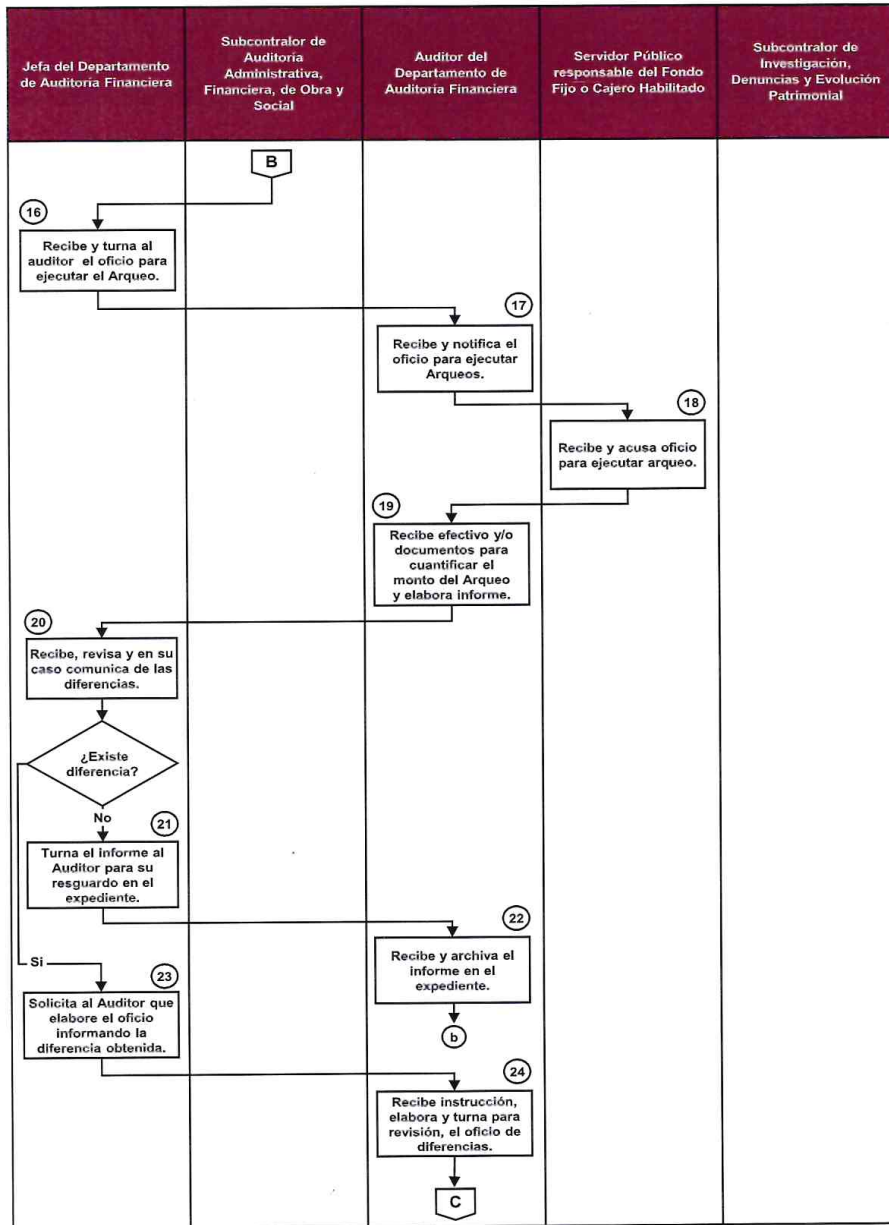 Jefa del Departamento
de Auditoría Financiera
Subcontralor de
Auditoría
Administrativa,
Financiera, de Obra y
Social
Auditor del
Departamento de
Auditoría Financiera
Servidor Público
responsable del Fondo
Fijo o Cajero Habilitado
Subcontralor de
Investigación,
Denuncias y Evolución
Patrimonial
B
16
Recibe y turna al
auditor el oficio para
ejecutar el Arqueo.
17
Recibe y notifica el
oficio para ejecutar
Arqueos.
18
Recibe y acusa oficio
para ejecutar arqueo.
19
Recibe efectivo y/o
documentos para
cuantificar el
monto del Arqueo
y elabora informe.
20
Recibe, revisa y en su
caso comunica de las
diferencias.
¿Existe
diferencia?
No
21
Turna el informe al
Auditor para su
resguardo en el
expediente.
22
Recibe y archiva el
informe en el
expediente.
b
Si
23
Solicita al Auditor que
elabore el oficio
informando la
diferencia obtenida.
24
Recibe instrucción,
elabora y turna para
revisión, el oficio de
diferencias.
C